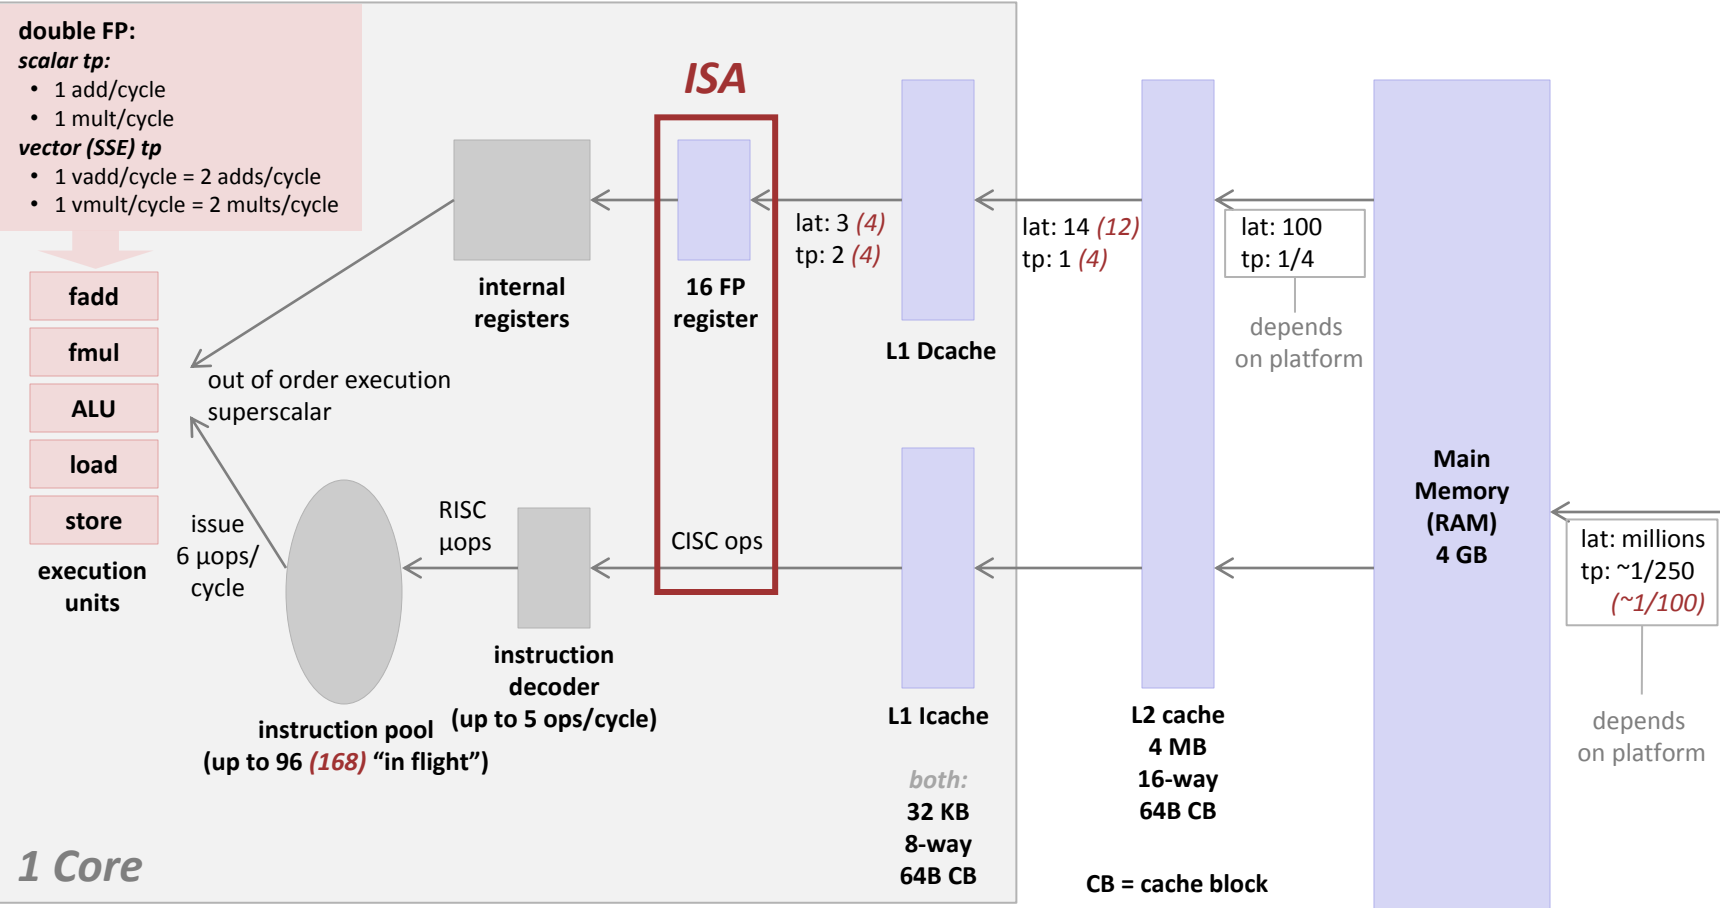 double FP:
scalar tp:
• 1 add/cycle
• 1 mult/cycle
vector (SSE) tp
• 1 vadd/cycle = 2 adds/cycle
• 1 vmult/cycle = 2 mults/cycle
fadd
fmul
ALU
load
store
execution
units
ISA
internal
registers
16 FP
register
lat: 3 (4)
tp: 2 (4)
L1 Dcache
lat: 14 (12)
tp: 1 (4)
lat: 100
tp: 1/4
depends
on platform
out of order execution
superscalar
issue
6 μops/
cycle
RISC
μops
CISC ops
instruction
decoder
(up to 5 ops/cycle)
instruction pool
(up to 96 (168) “in flight”)
L1 Icache
both:
32 KB
8-way
64B CB
L2 cache
4 MB
16-way
64B CB
CB = cache block
Main
Memory
(RAM)
4 GB
lat: millions
tp: ~1/250
(~1/100)
depends
on platform
1 Core